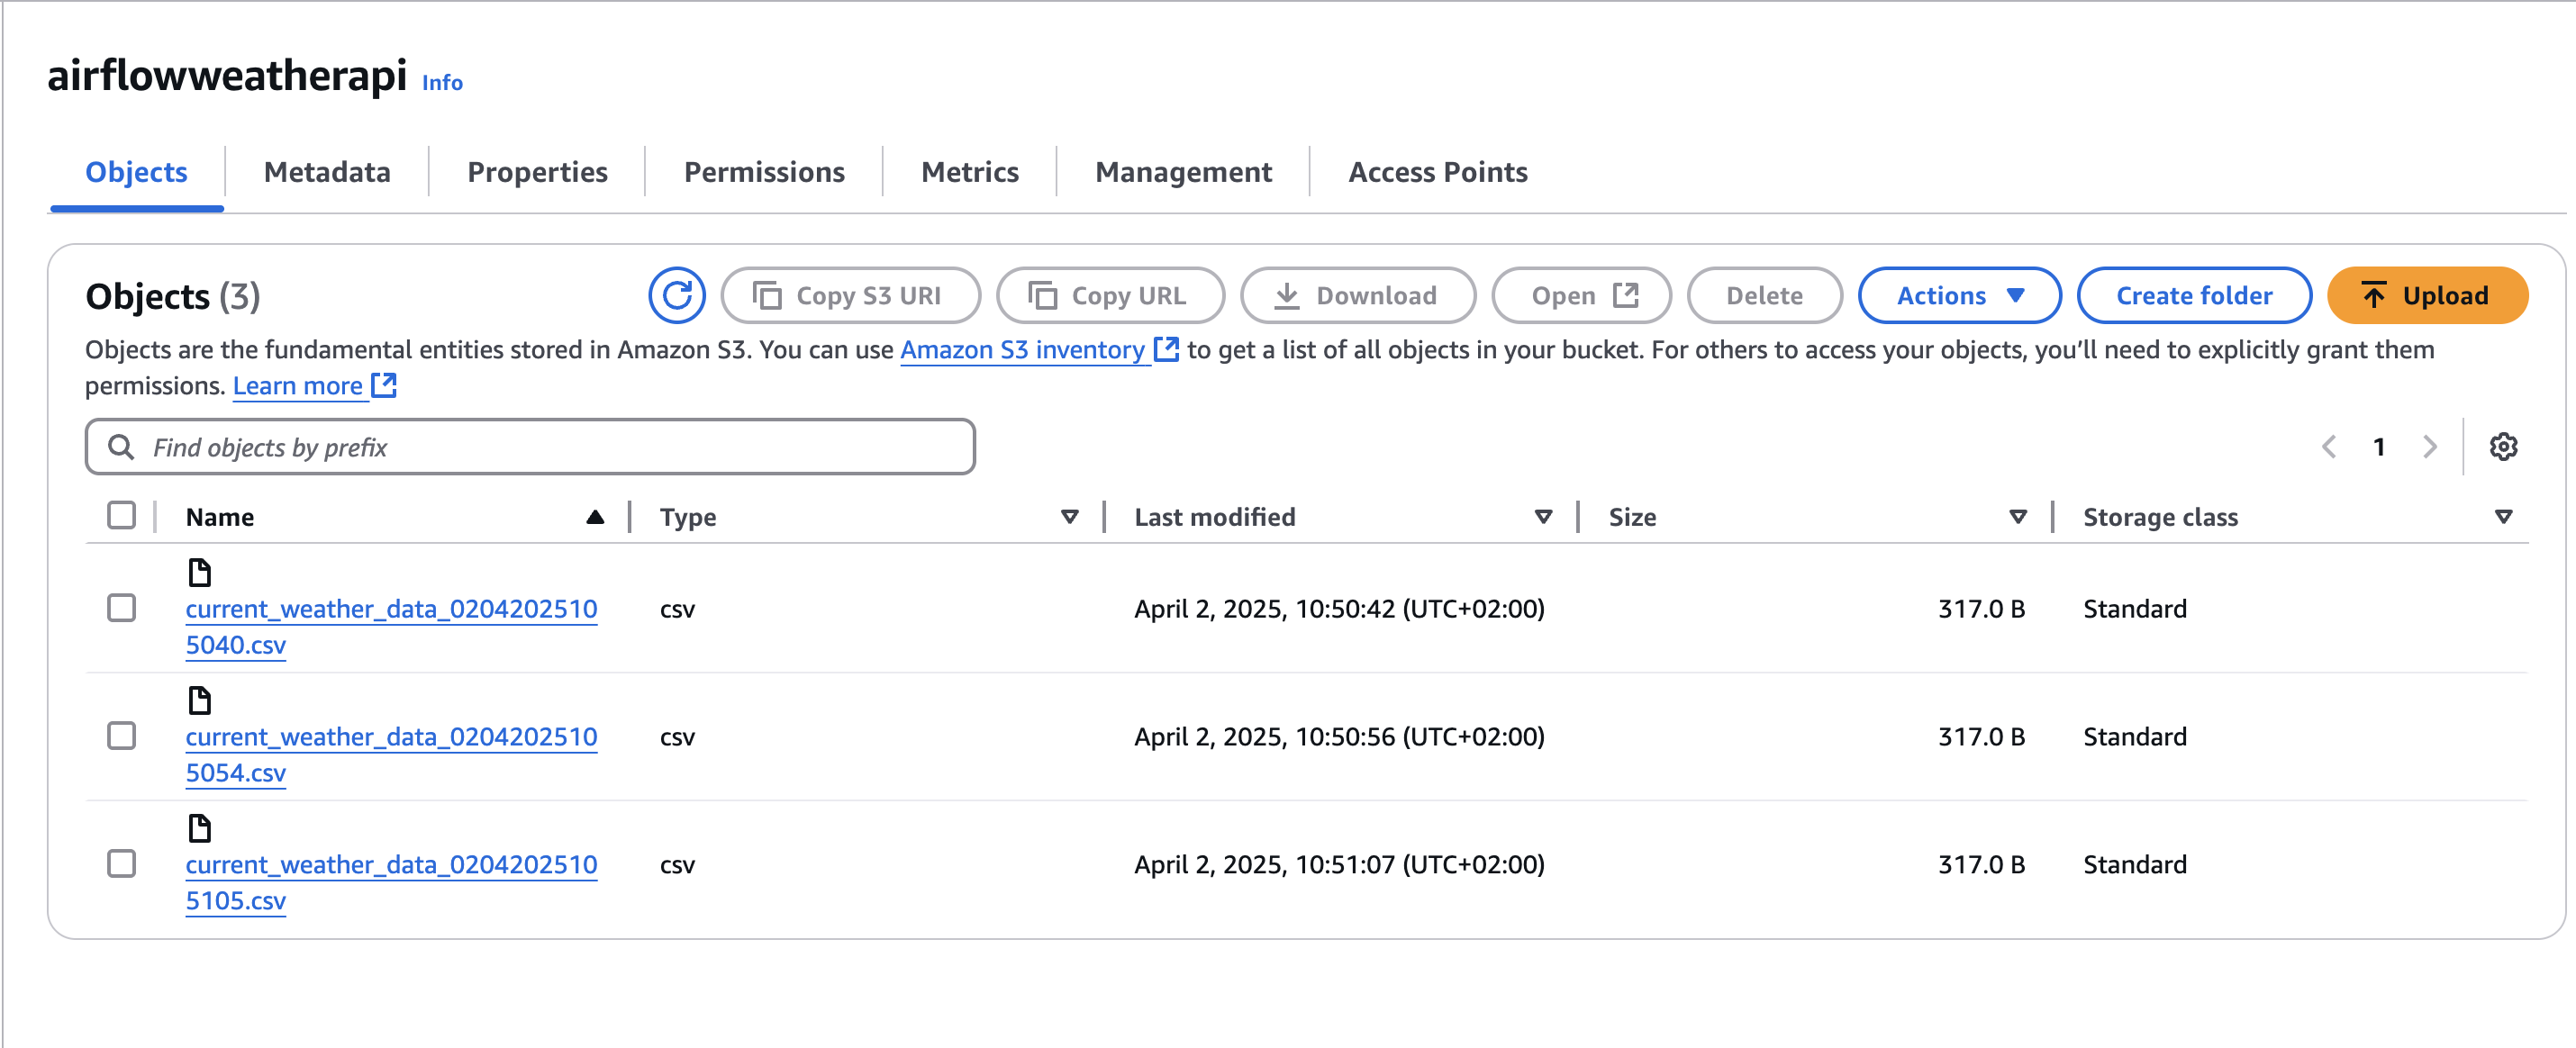 airflowweatherapi Info
Objects Metadata Properties Permissions Metrics Management Access Points
Objects (3) Copy S3 URI Copy URL Download Open Delete Actions Create folder Upload
Objects are the fundamental entities stored in Amazon S3. You can use Amazon S3 inventory to get a list of all objects in your bucket. For others to access your objects, you’ll need to explicitly grant them
permissions. Learn more
Find objects by prefix 1
Name Type Last modified Size Storage class
current_weather_data_0204202510 csv April 2, 2025, 10:50:42 (UTC+02:00) 317.0 B Standard
5040.csv
current_weather_data_0204202510 csv April 2, 2025, 10:50:56 (UTC+02:00) 317.0 B Standard
5054.csv
current_weather_data_0204202510 csv April 2, 2025, 10:51:07 (UTC+02:00) 317.0 B Standard
5105.csv